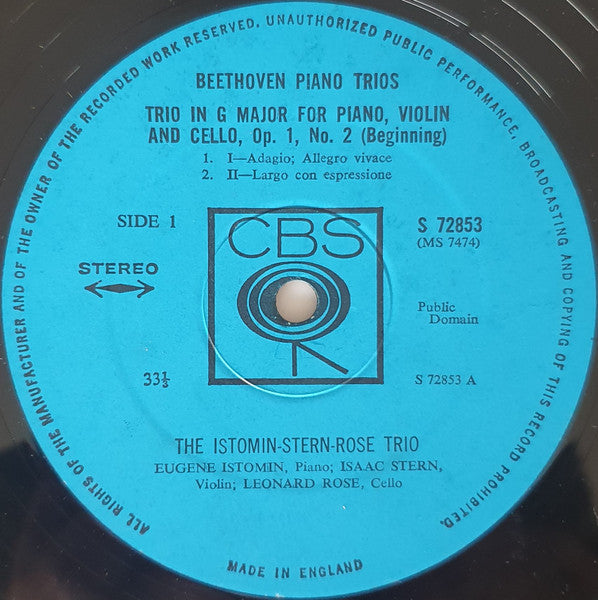 ALL RIGHTS OF THE MANUFACTURER AND OF THE OWNER OF THE RECORDED WORK RESERVED. UNAUTHORIZED PUBLIC PERFORMANCE, BROADCASTING AND COPYING OF THIS RECORD PROHIBITED.
BEETHOVEN PIANO TRIOS
TRIO IN G MAJOR FOR PIANO, VIOLIN
AND CELLO, Op. 1, No. 2 (Beginning)
1. I—Adagio; Allegro vivace
2. II—Largo con espressione
SIDE 1
CBS
S 72853
(MS 7474)
STEREO
Public
Domain
33⅓
S 72853 A
THE ISTOMIN-STERN-ROSE TRIO
EUGENE ISTOMIN, Piano; ISAAC STERN,
Violin; LEONARD ROSE, Cello
MADE IN ENGLAND